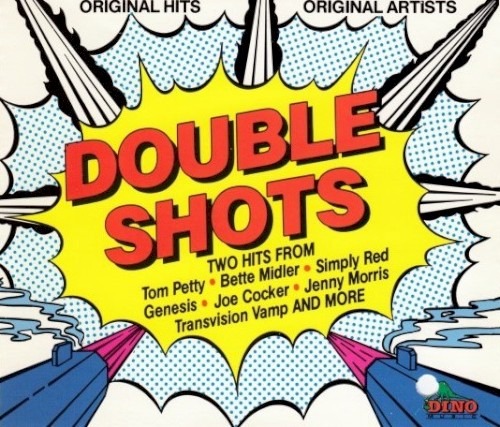 ORIGINAL HITS
ORIGINAL ARTISTS
DOUBLE
SHOTS
TWO HITS FROM
Tom Petty • Bette Midler • Simply Red
Genesis • Joe Cocker • Jenny Morris
Transvision Vamp AND MORE
DINO